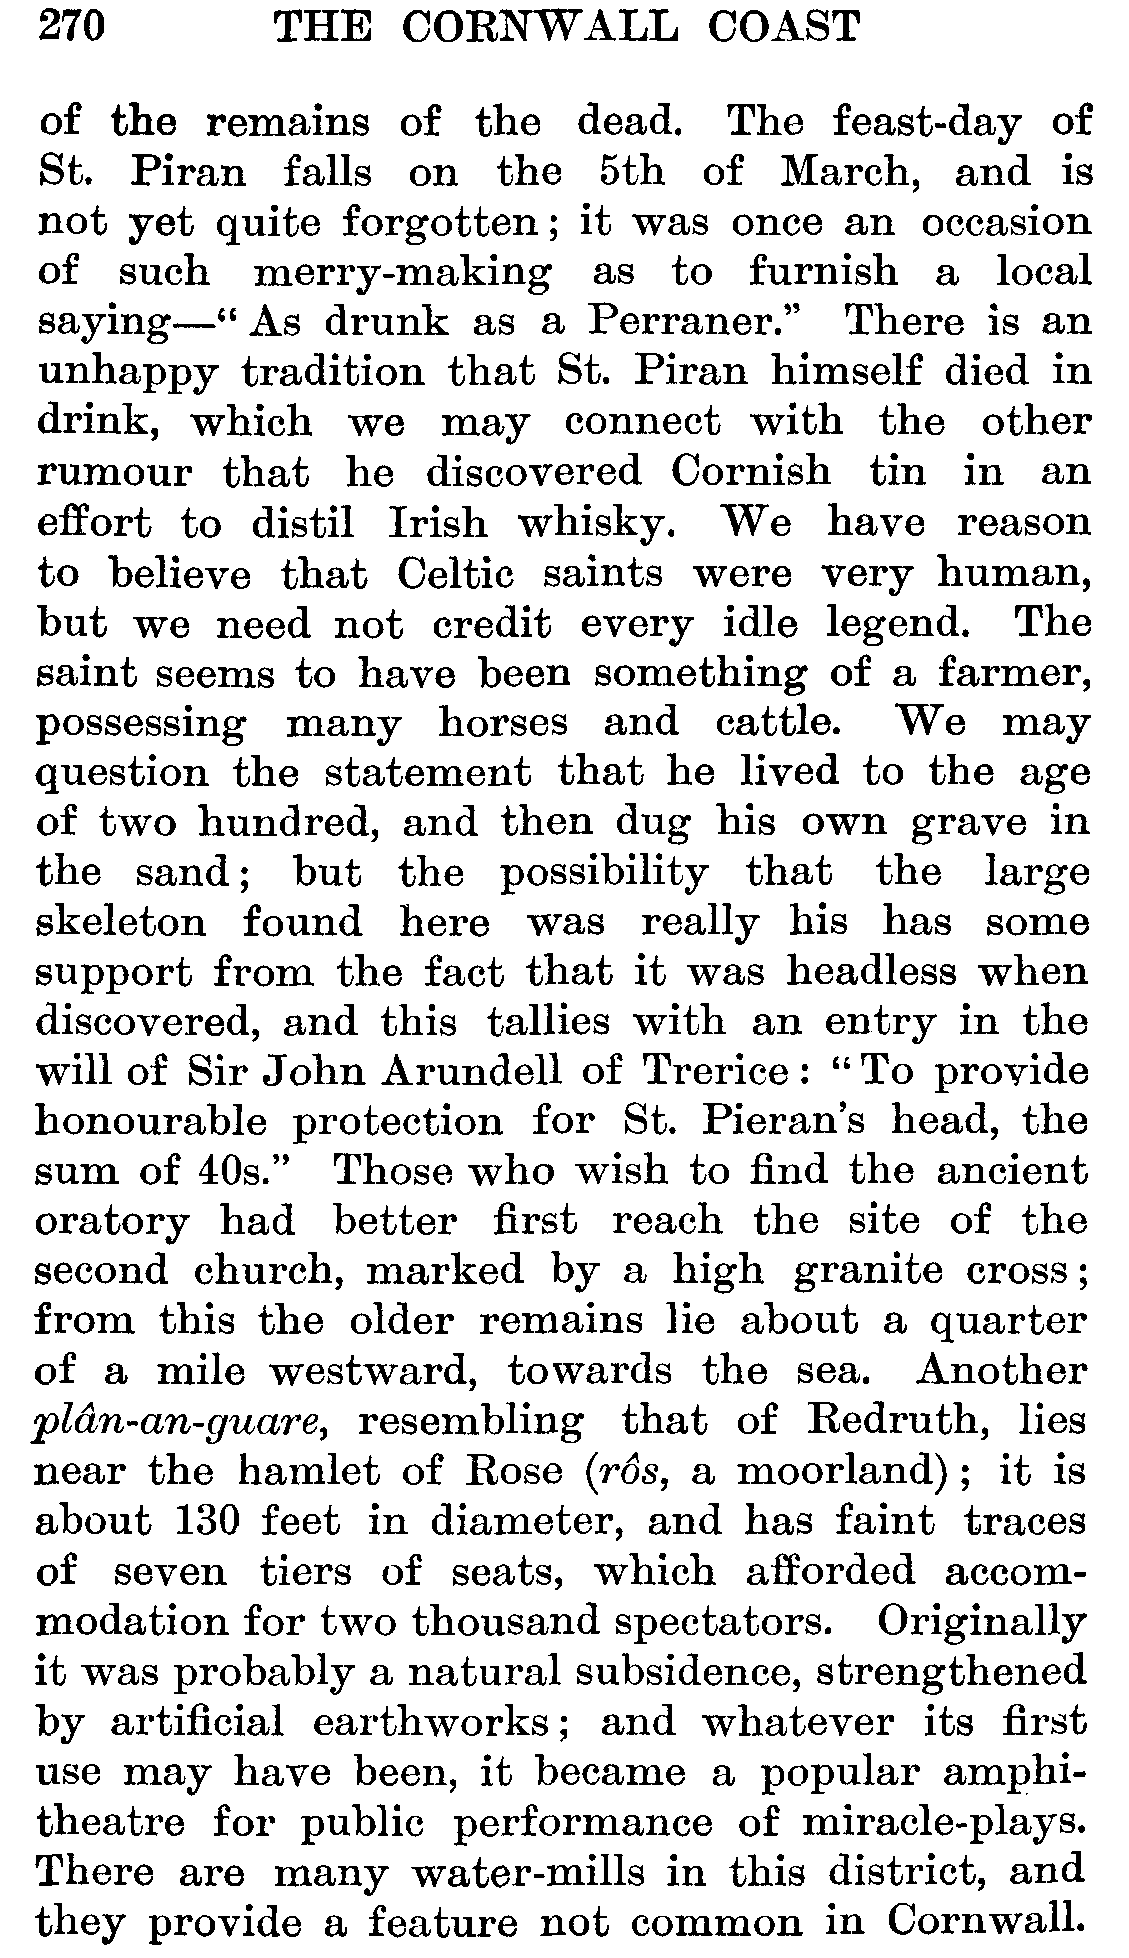 270 THE CORNWALL COAST
of the remains of the dead. The feast-day of
St. Piran falls on the 5th of March, and is
not yet quite forgotten; it was once an occasion
of such merry-making as to furnish a local
saying—“As drunk as a Perraner.” There is an
unhappy tradition that St. Piran himself died in
drink, which we may connect with the other
rumour that he discovered Cornish tin in an
effort to distil Irish whisky. We have reason
to believe that Celtic saints were very human,
but we need not credit every idle legend. The
saint seems to have been something of a farmer,
possessing many horses and cattle. We may
question the statement that he lived to the age
of two hundred, and then dug his own grave in
the sand; but the possibility that the large
skeleton found here was really his has some
support from the fact that it was headless when
discovered, and this tallies with an entry in the
will of Sir John Arundell of Trerice: “To provide
honourable protection for St. Pieran’s head, the
sum of 40s.” Those who wish to find the ancient
oratory had better first reach the site of the
second church, marked by a high granite cross;
from this the older remains lie about a quarter
of a mile westward, towards the sea. Another
plân-an-guare, resembling that of Redruth, lies
near the hamlet of Rose (rôs, a moorland); it is
about 130 feet in diameter, and has faint traces
of seven tiers of seats, which afforded accom-
modation for two thousand spectators. Originally
it was probably a natural subsidence, strengthened
by artificial earthworks; and whatever its first
use may have been, it became a popular amphi-
theatre for public performance of miracle-plays.
There are many water-mills in this district, and
they provide a feature not common in Cornwall.